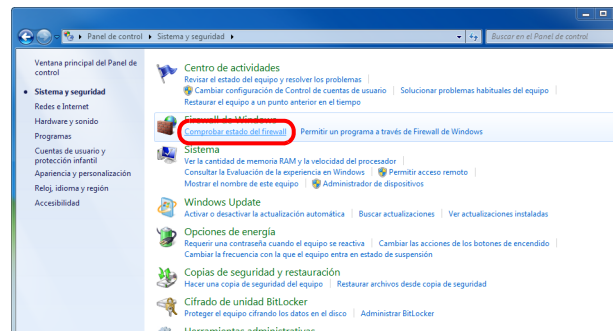 Panel de control ▸ Sistema y seguridad ▸
Buscar en el Panel de control
Ventana principal del Panel de
control
Sistema y seguridad
Redes e Internet
Hardware y sonido
Programas
Cuentas de usuario y
protección infantil
Apariencia y personalización
Reloj, idioma y región
Accesibilidad
Centro de actividades
Revisar el estado del equipo y resolver los problemas
Cambiar configuración de Control de cuentas de usuario | Solucionar problemas habituales del equipo
Restaurar el equipo a un punto anterior en el tiempo
Firewall de Windows
Comprobar estado del firewall | Permitir un programa a través de Firewall de Windows
Sistema
Ver la cantidad de memoria RAM y la velocidad del procesador
Consultar la Evaluación de la experiencia en Windows | Permitir acceso remoto
Mostrar el nombre de este equipo | Administrador de dispositivos
Windows Update
Activar o desactivar la actualización automática | Buscar actualizaciones | Ver actualizaciones instaladas
Opciones de energía
Requerir una contraseña cuando el equipo se reactiva | Cambiar las acciones de los botones de encendido
Cambiar la frecuencia con la que el equipo entra en estado de suspensión
Copias de seguridad y restauración
Hacer una copia de seguridad del equipo | Restaurar archivos desde copia de seguridad
Cifrado de unidad BitLocker
Proteger el equipo cifrando los datos en el disco | Administrar BitLocker
Herramientas administrativas